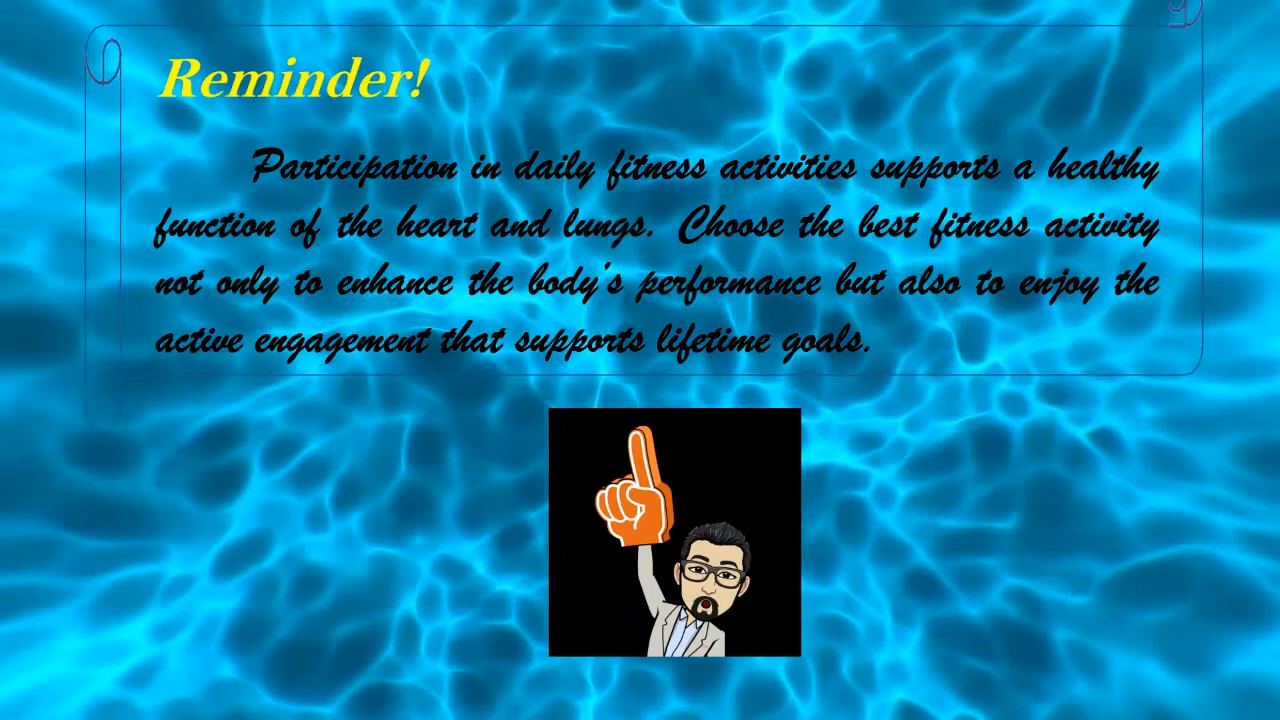 Reminder!
Participation in daily fitness activities supports a healthy
function of the heart and lungs. Choose the best fitness activity
not only to enhance the body's performance but also to enjoy the
active engagement that supports lifetime goals.